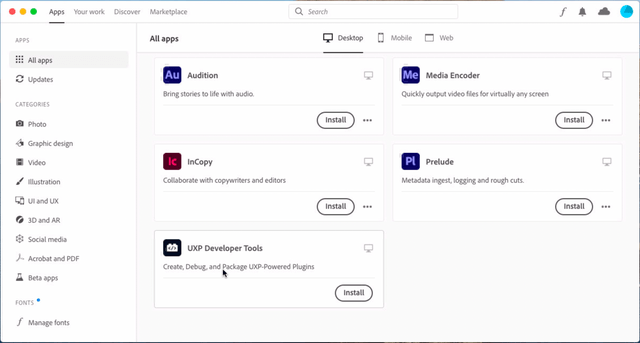 Apps Your work Discover Marketplace
Search
APPS
All apps
Updates
CATEGORIES
Photo
Graphic design
Video
Illustration
UI and UX
3D and AR
Social media
Acrobat and PDF
Beta apps
FONTS
Manage fonts
All apps
Desktop Mobile Web
Au Audition
Bring stories to life with audio.
Install
Me Media Encoder
Quickly output video files for virtually any screen
Install
Ic InCopy
Collaborate with copywriters and editors
Install
Pl Prelude
Metadata ingest, logging and rough cuts.
Install
UXP Developer Tools
Create, Debug, and Package UXP-Powered Plugins
Install